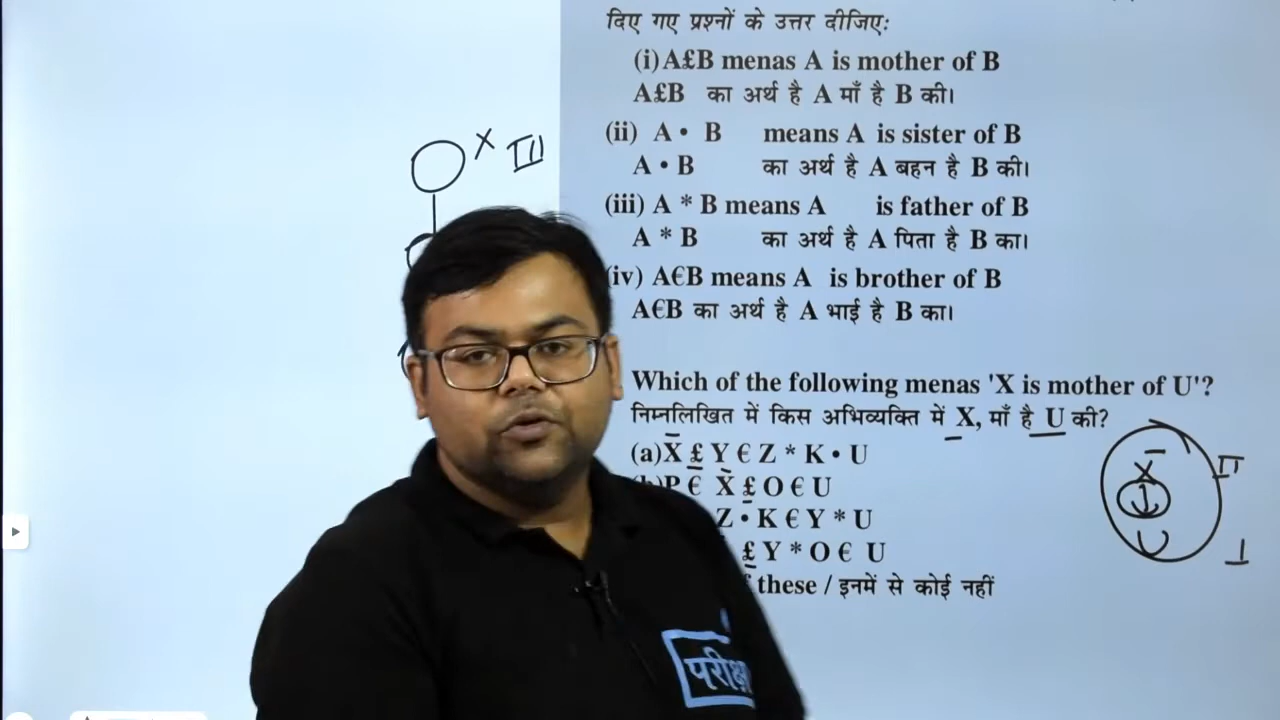 दिए गए प्रश्नों के उत्तर दीजिए:
(i) A£B menas A is mother of B
A£B का अर्थ है A माँ है B की।
(ii) A • B means A is sister of B
A • B का अर्थ है A बहन है B की।
(iii) A * B means A is father of B
A * B का अर्थ है A पिता है B का।
(iv) A€B means A is brother of B
A€B का अर्थ है A भाई है B का।
Which of the following menas 'X is mother of U'?
निम्नलिखित में किस अभिव्यक्ति में X, माँ है U की?
(a) X £ Y € Z * K • U
P € X £ O € U
Z • K € Y * U
£ Y * O € U
these / इनमें से कोई नहीं
X III
X
II
U
I